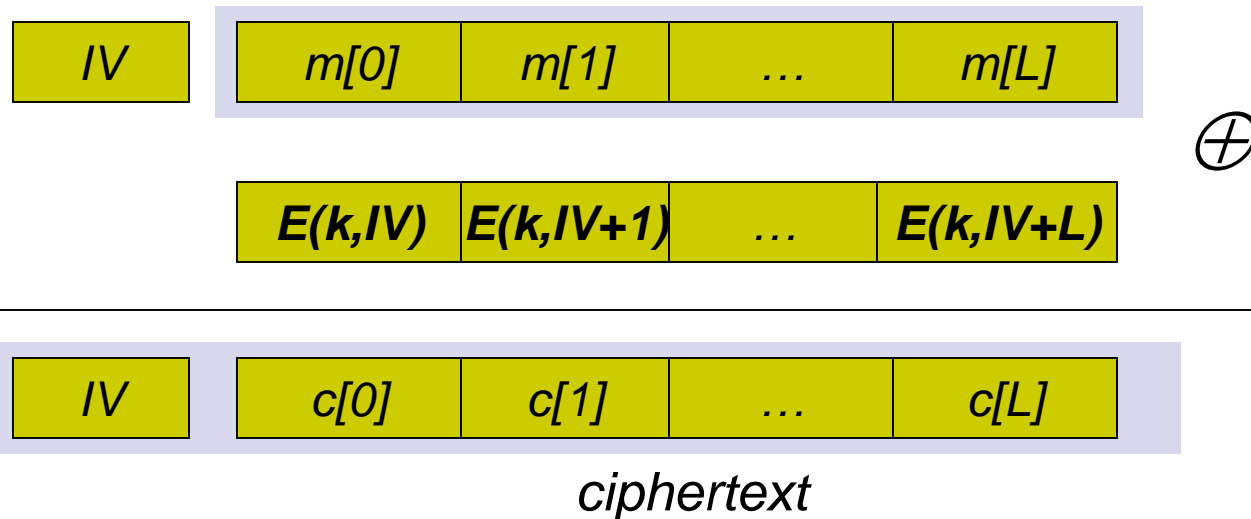 IV m[0] m[1] … m[L]
⊕
E(k,IV) E(k,IV+1) … E(k,IV+L)
IV c[0] c[1] … c[L]
ciphertext